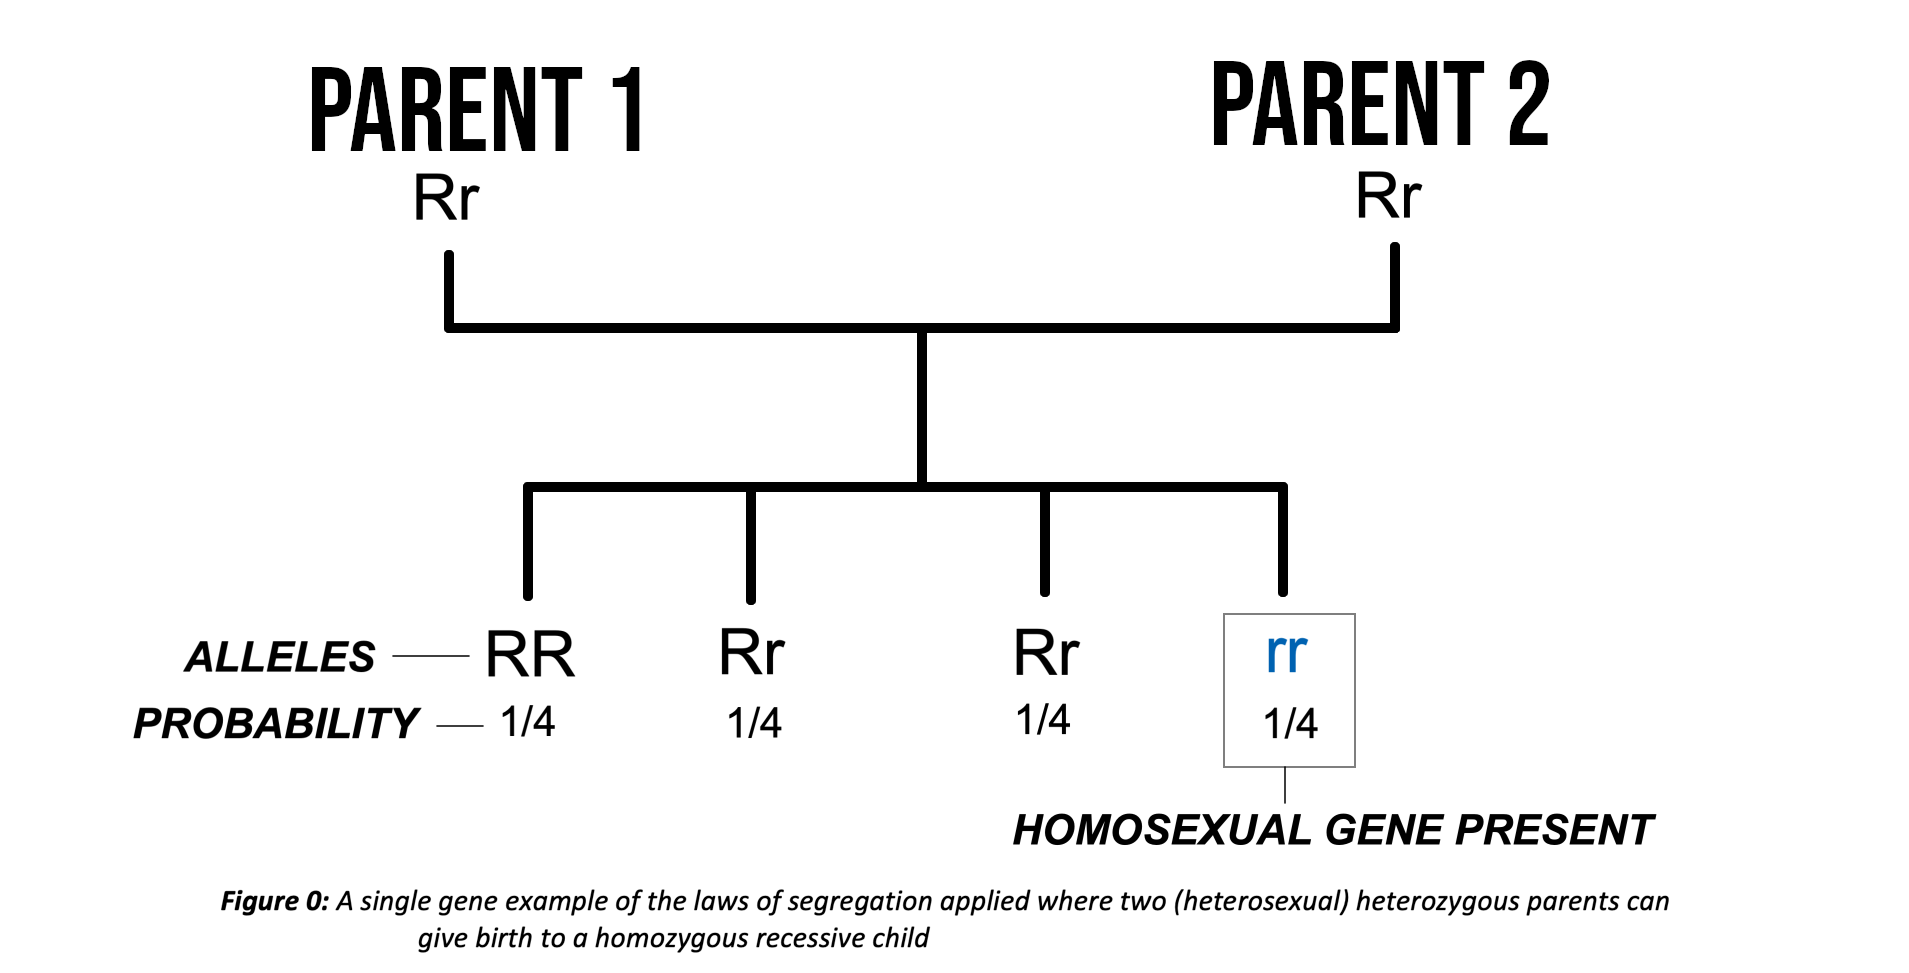 PARENT 1 PARENT 2
Rr Rr
ALLELES RR Rr Rr rr
PROBABILITY 1/4 1/4 1/4 1/4
HOMOSEXUAL GENE PRESENT
Figure 0: A single gene example of the laws of segregation applied where two (heterosexual) heterozygous parents can
give birth to a homozygous recessive child